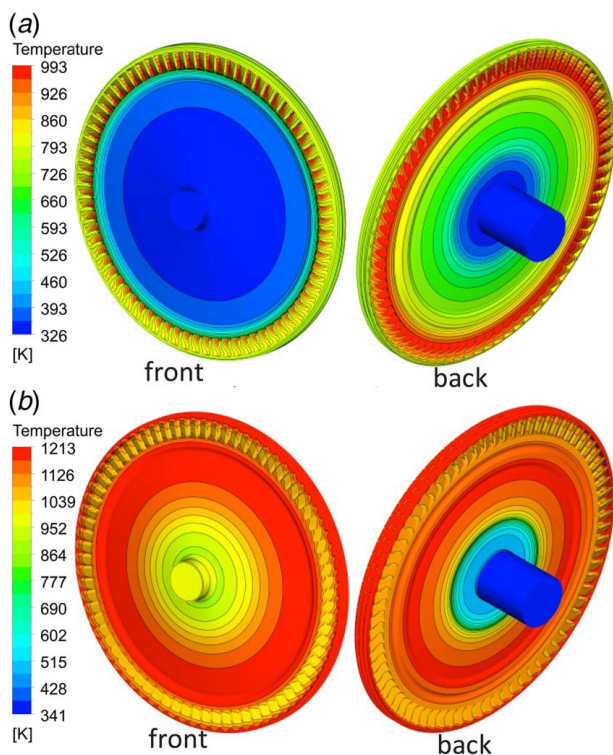 (a)
Temperature
993
926
860
793
726
660
593
526
460
393
326
[K]
front
back
(b)
Temperature
1213
1126
1039
952
864
777
690
602
515
428
341
[K]
front
back